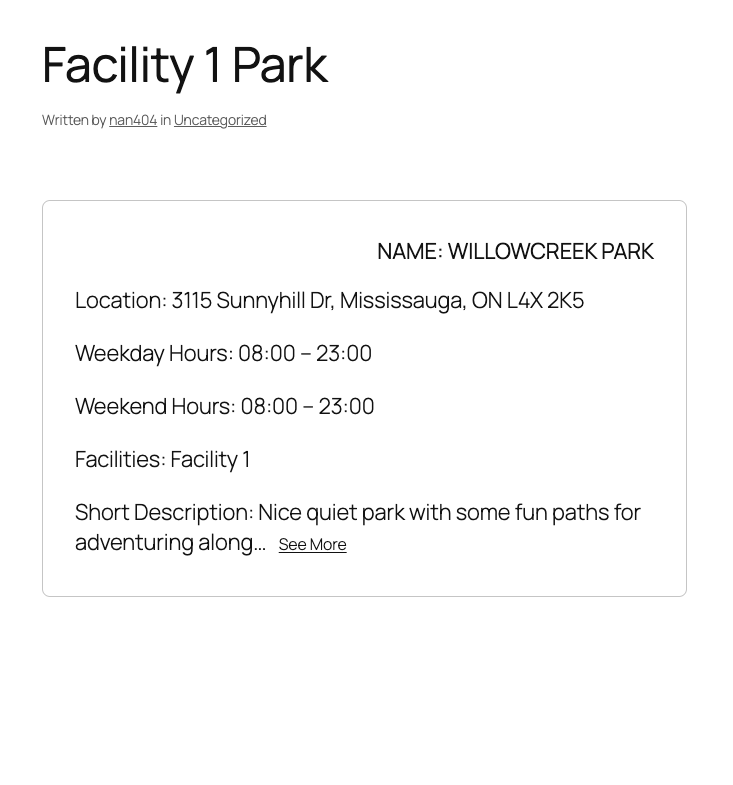 Facility 1 Park
Written by nan404 in Uncategorized
NAME: WILLOWCREEK PARK
Location: 3115 Sunnyhill Dr, Mississauga, ON L4X 2K5
Weekday Hours: 08:00 – 23:00
Weekend Hours: 08:00 – 23:00
Facilities: Facility 1
Short Description: Nice quiet park with some fun paths for
adventuring along… See More